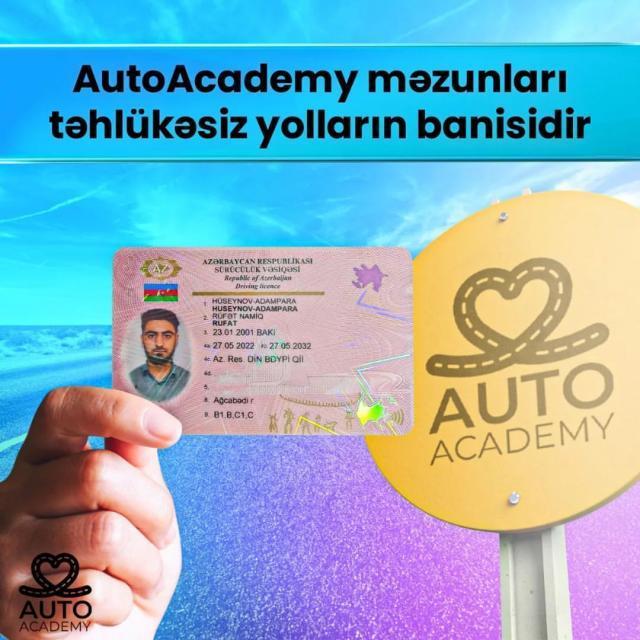 AutoAcademy məzunları
təhlükəsiz yolların banisidir
AZ
AZƏRBAYCAN RESPUBLİKASI
SÜRÜCÜLÜK VƏSİQƏSİ
Republic of Azerbaijan
Driving licence
1. HÜSEYNOV-ADAMPARA
HUSEYNOV-ADAMPARA
2. RÜFƏT NAMİQ
RUFAT
3. 23 01 2001 BAKI
4a. 27 05 2022 4b. 27 05 2032
4c. Az. Res. DİN BDYPİ Qİİ
4d.
5.
8. Ağcabədi r
9. B1,B,C1,C
AUTO
ACADEMY
AUTO
ACADEMY